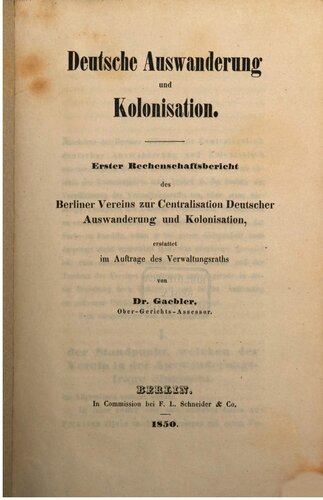 Deutsche Auswanderung
und
Kolonisation.
Erster Rechenschaftsbericht
des
Berliner Vereins zur Centralisation Deutscher
Auswanderung und Kolonisation,
erstattet
im Auftrage des Verwaltungsraths
von
Dr. Gaebler,
Ober-Gerichts-Assessor.
BERLIN.
In Commission bei F. L. Schneider & Co.
1850.